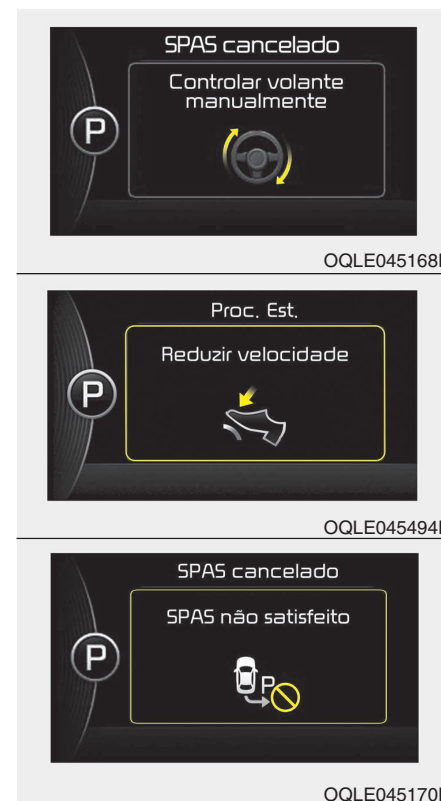 SPAS cancelado
Controlar volante
manualmente
P
OQLE045168
Proc. Est.
Reduzir velocidade
P
OQLE045494
SPAS cancelado
SPAS não satisfeito
P
P
OQLE045170